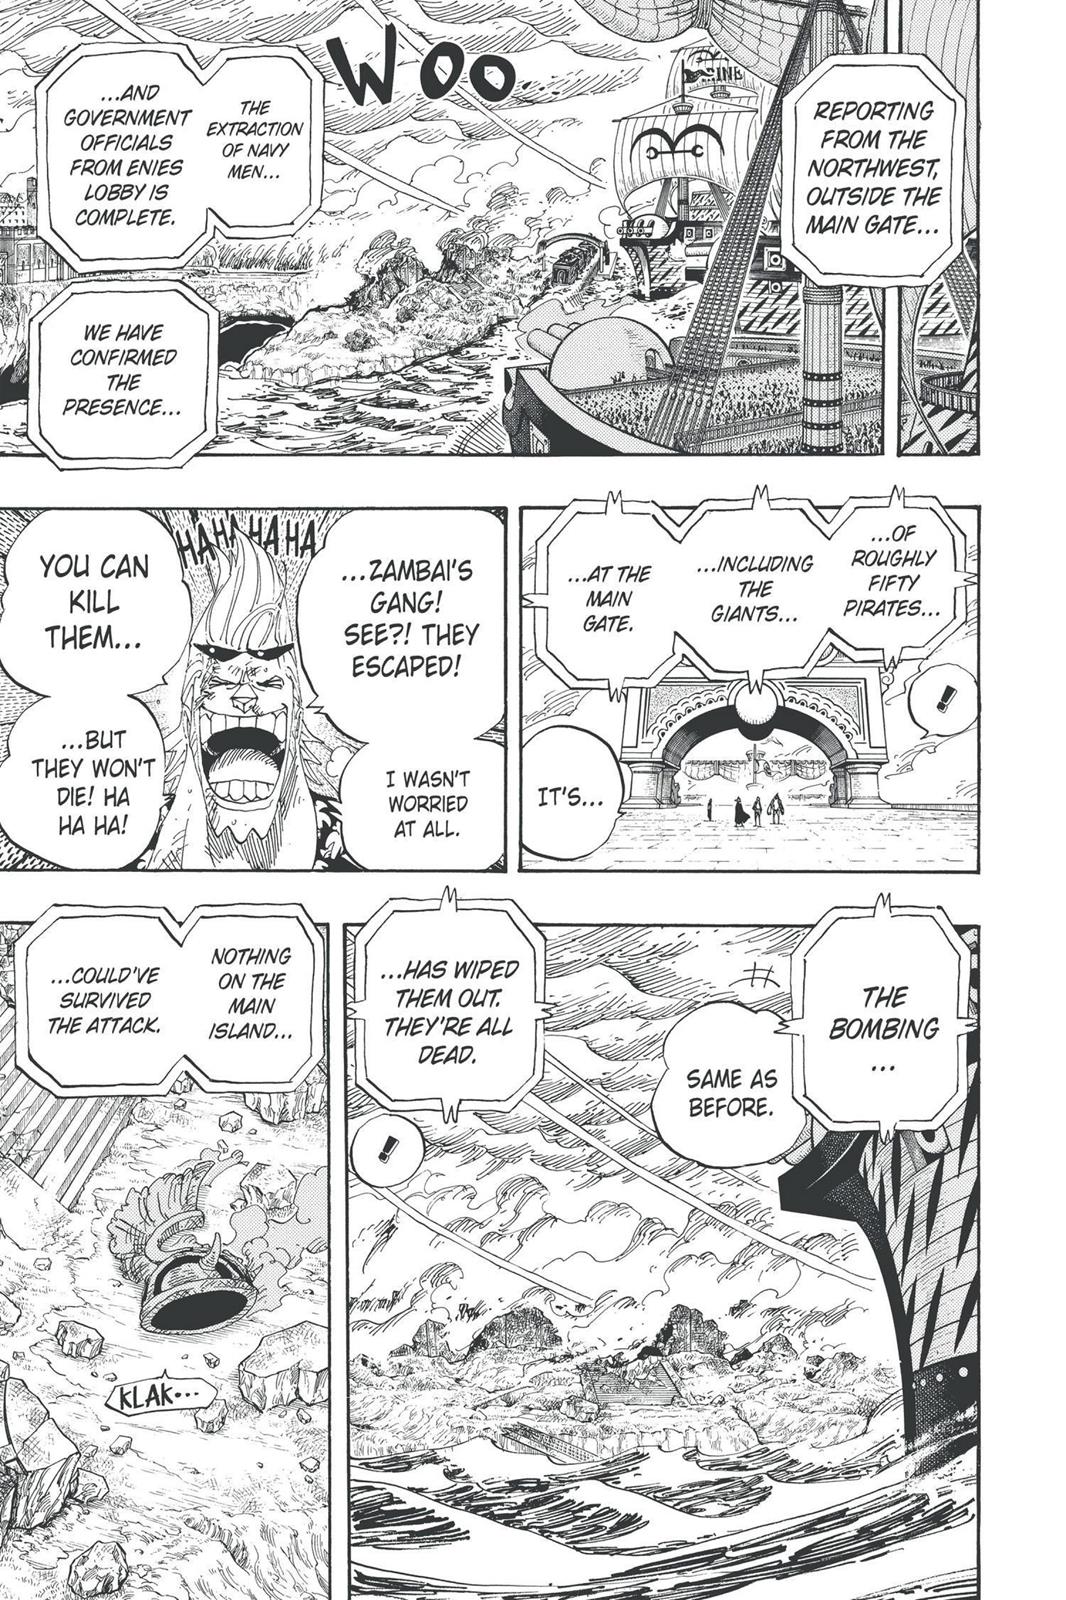 REPORTING
FROM THE
NORTHWEST,
OUTSIDE THE
MAIN GATE...
WOO...
THE
EXTRACTION
OF NAVY
MEN...
...AND
GOVERNMENT
OFFICIALS
FROM ENIES
LOBBY IS
COMPLETE.
WE HAVE
CONFIRMED
THE
PRESENCE...
...OF
ROUGHLY
FIFTY
PIRATES...
...INCLUDING
THE
GIANTS...
...AT THE
MAIN
GATE.
!
IT'S...
...ZAMBAI'S
GANG!
SEE?! THEY
ESCAPED!
I WASN'T
WORRIED
AT ALL.
HA HA HA HA
YOU CAN
KILL
THEM...
...BUT
THEY WON'T
DIE! HA
HA HA!
THE
BOMBING
...
SAME AS
BEFORE.
...HAS WIPED
THEM OUT.
THEY'RE ALL
DEAD.
!
NOTHING
ON THE
MAIN
ISLAND...
...COULD'VE
SURVIVED
THE ATTACK.
KLAK...